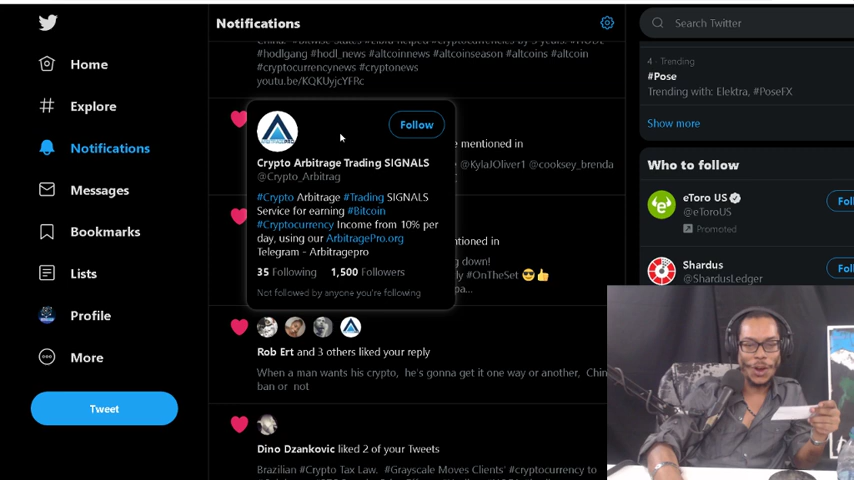 Notifications
Search Twitter
Home
Explore
Notifications
Messages
Bookmarks
Lists
Profile
More
Tweet
#hodlgang #hodl_news #altcoinnews #altcoinseason #altcoins #altcoin
#cryptocurrencynews #cryptonews
youtu.be/KQKUyjcYFRc
Follow
Crypto Arbitrage Trading SIGNALS
@Crypto_Arbitrag
#Crypto Arbitrage #Trading SIGNALS
Service for earning #Bitcoin
#Cryptocurrency Income from 10% per
day, using our ArbitragePro.org
Telegram - Arbitragepro
35 Following 1,500 Followers
Not followed by anyone you're following
e mentioned in
@KylaJOliver1 @cooksey_brenda
ntioned in
g down!
ly #OnTheSet 😎👍
pa...
Rob Ert and 3 others liked your reply
When a man wants his crypto, he's gonna get it one way or another, Chin
ban or not
Dino Dzankovic liked 2 of your Tweets
Brazilian #Crypto Tax Law. #Grayscale Moves Clients' #cryptocurrency to
4 · Trending
#Pose
Trending with: Elektra, #PoseFX
Show more
Who to follow
eToro US
@eToroUS
Promoted
Fol
Shardus
@ShardusLedger
Fol